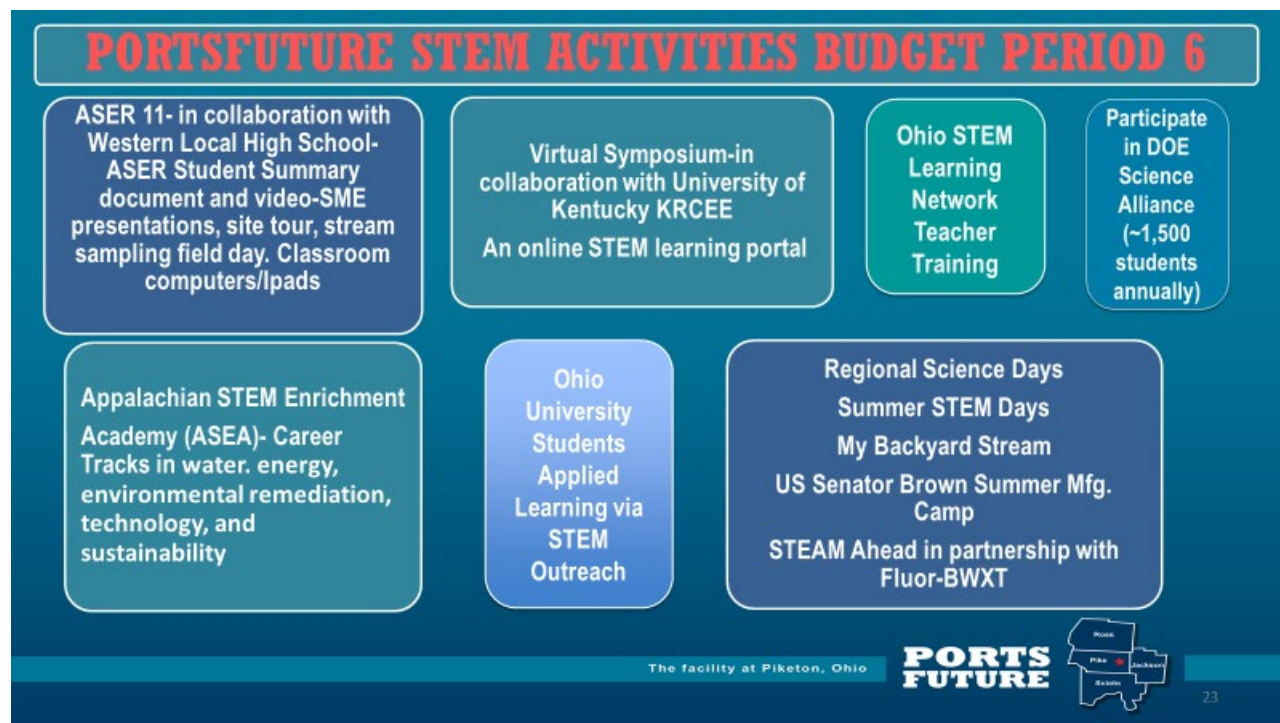 PORTSFUTURE STEM ACTIVITIES BUDGET PERIOD 6
ASER 11- in collaboration with
Western Local High School-
ASER Student Summary
document and video-SME
presentations, site tour, stream
sampling field day. Classroom
computers/Ipads
Virtual Symposium-in
collaboration with University of
Kentucky KRCEE
An online STEM learning portal
Ohio STEM
Learning
Network
Teacher
Training
Participate
in DOE
Science
Alliance
(~1,500
students
annually)
Appalachian STEM Enrichment
Academy (ASEA)- Career
Tracks in water. energy,
environmental remediation,
technology, and
sustainability
Ohio
University
Students
Applied
Learning via
STEM
Outreach
Regional Science Days
Summer STEM Days
My Backyard Stream
US Senator Brown Summer Mfg.
Camp
STEAM Ahead in partnership with
Fluor-BWXT
The facility at Piketon, Ohio
PORTS
FUTURE
Ross
Pike
Jackson
Scioto
23